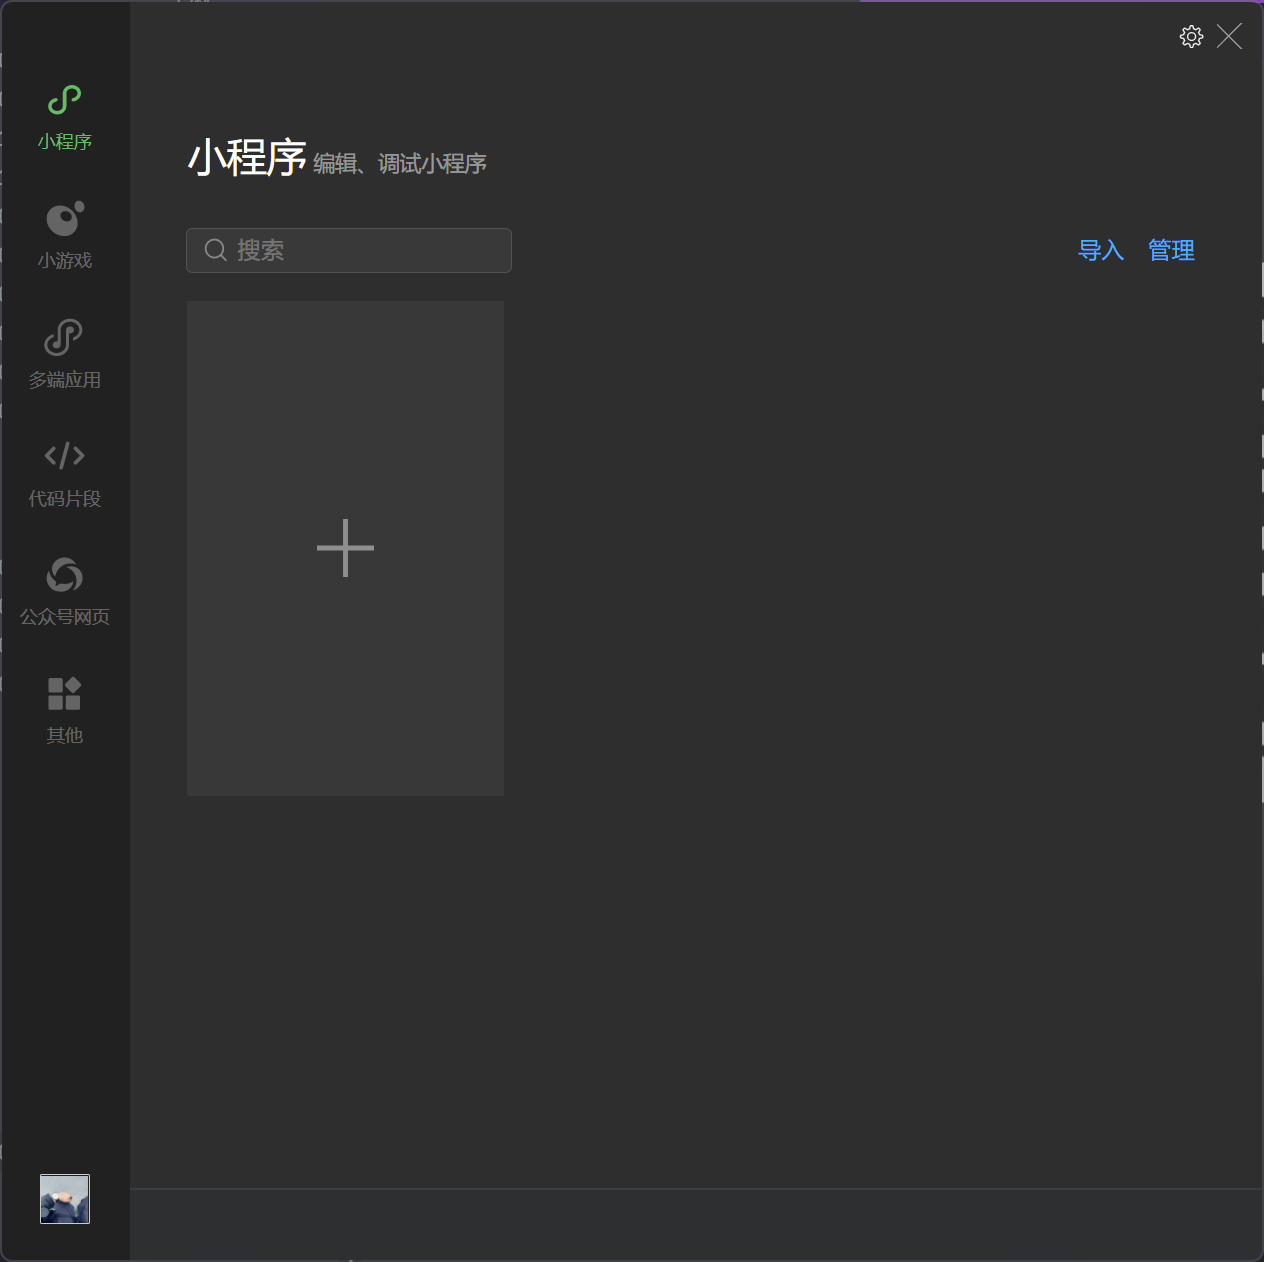 小程序
小游戏
多端应用
代码片段
公众号网页
其他
小程序 编辑、调试小程序
搜索
导入 管理